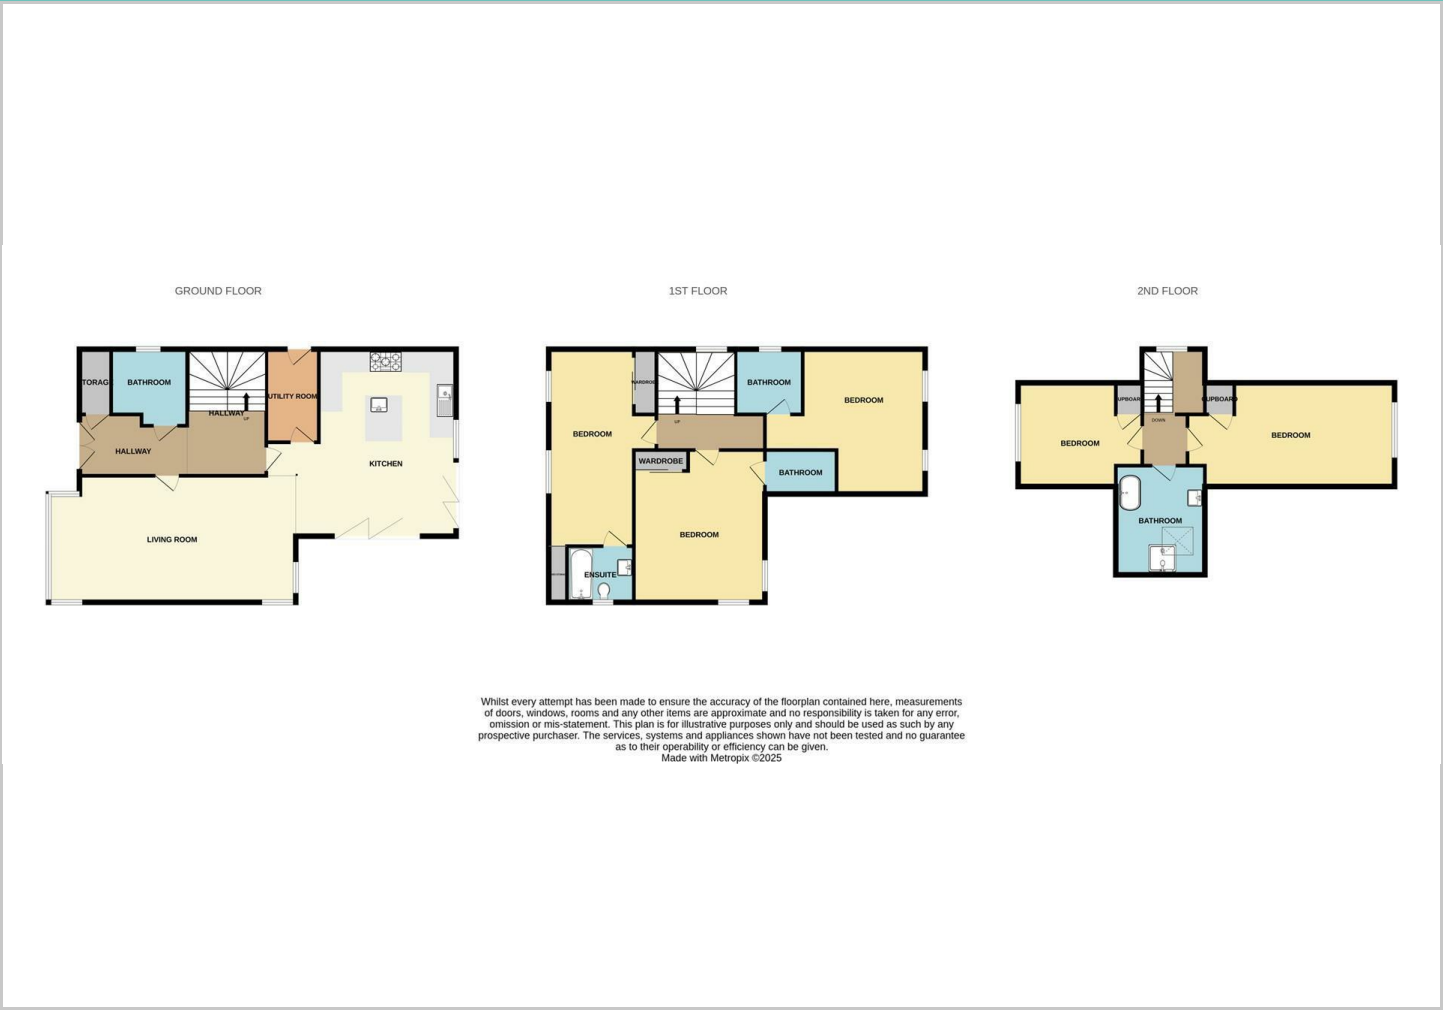 GROUND FLOOR
1ST FLOOR
2ND FLOOR
TORAG
BATHROOM
HALLWAY
UP
HALLWAY
UTILITY ROOM
KITCHEN
LIVING ROOM
BEDROOM
UP
BATHROOM
BEDROOM
WARDROBE
BATHROOM
BEDROOM
ENSUITE
UPBOARD
DOWN
UPBOARD
BEDROOM
BEDROOM
BATHROOM
Whilst every attempt has been made to ensure the accuracy of the floorplan contained here, measurements
of doors, windows, rooms and any other items are approximate and no responsibility is taken for any error,
omission or mis-statement. This plan is for illustrative purposes only and should be used as such by any
prospective purchaser. The services, systems and appliances shown have not been tested and no guarantee
as to their operability or efficiency can be given.
Made with Metropix ©2025